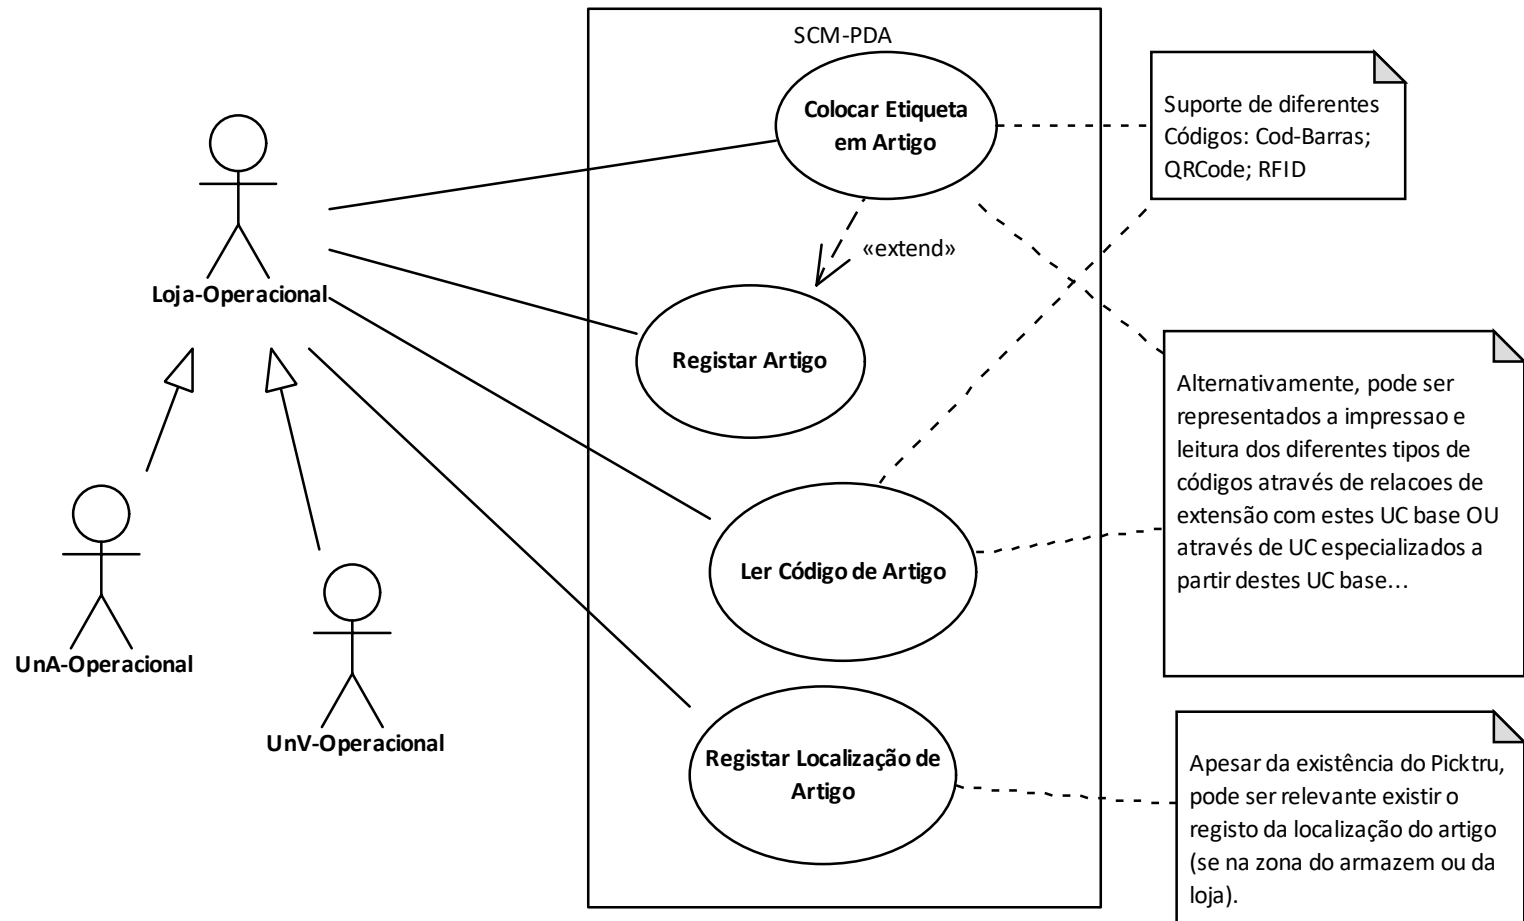 SCM-PDA
Colocar Etiqueta
em Artigo
Suporte de diferentes
Códigos: Cod-Barras;
QRCode; RFID
«extend»
Loja-Operacional
Registar Artigo
Alternativamente, pode ser
representados a impressao e
leitura dos diferentes tipos de
códigos através de relacoes de
extensão com estes UC base OU
através de UC especializados a
partir destes UC base…
Ler Código de Artigo
UnA-Operacional
UnV-Operacional
Registar Localização de
Artigo
Apesar da existência do Picktru,
pode ser relevante existir o
registo da localização do artigo
(se na zona do armazem ou da
loja).